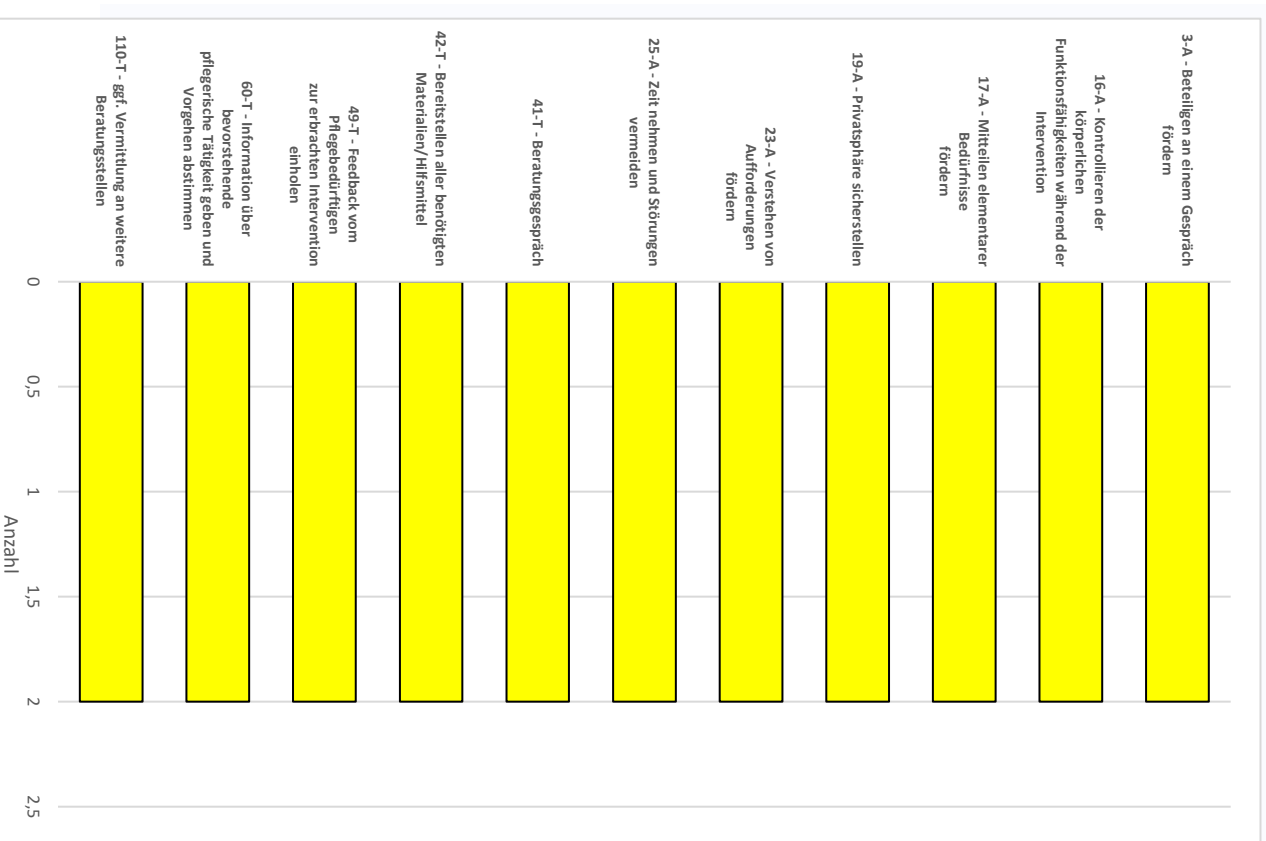 3-A - Beteiligen an einem Gespräch
fördern
16-A - Kontrollieren der
körperlichen
Funktionsfähigkeiten während der
Intervention
17-A - Mitteilen elementarer
Bedürfnisse
fördern
19-A - Privatsphäre sicherstellen
23-A - Verstehen von
Aufforderungen
fördern
25-A - Zeit nehmen und Störungen
vermeiden
41-T - Beratungsgespräch
42-T - Bereitstellen aller benötigten
Materialien/Hilfsmittel
49-T - Feedback vom
Pflegebedürftigen
zur erbrachten Intervention
einholen
60-T - Information über
bevorstehende
pflegerische Tätigkeit geben und
Vorgehen abstimmen
110-T - ggf. Vermittlung an weitere
Beratungsstellen
0
0,5
1
1,5
2
2,5
Anzahl